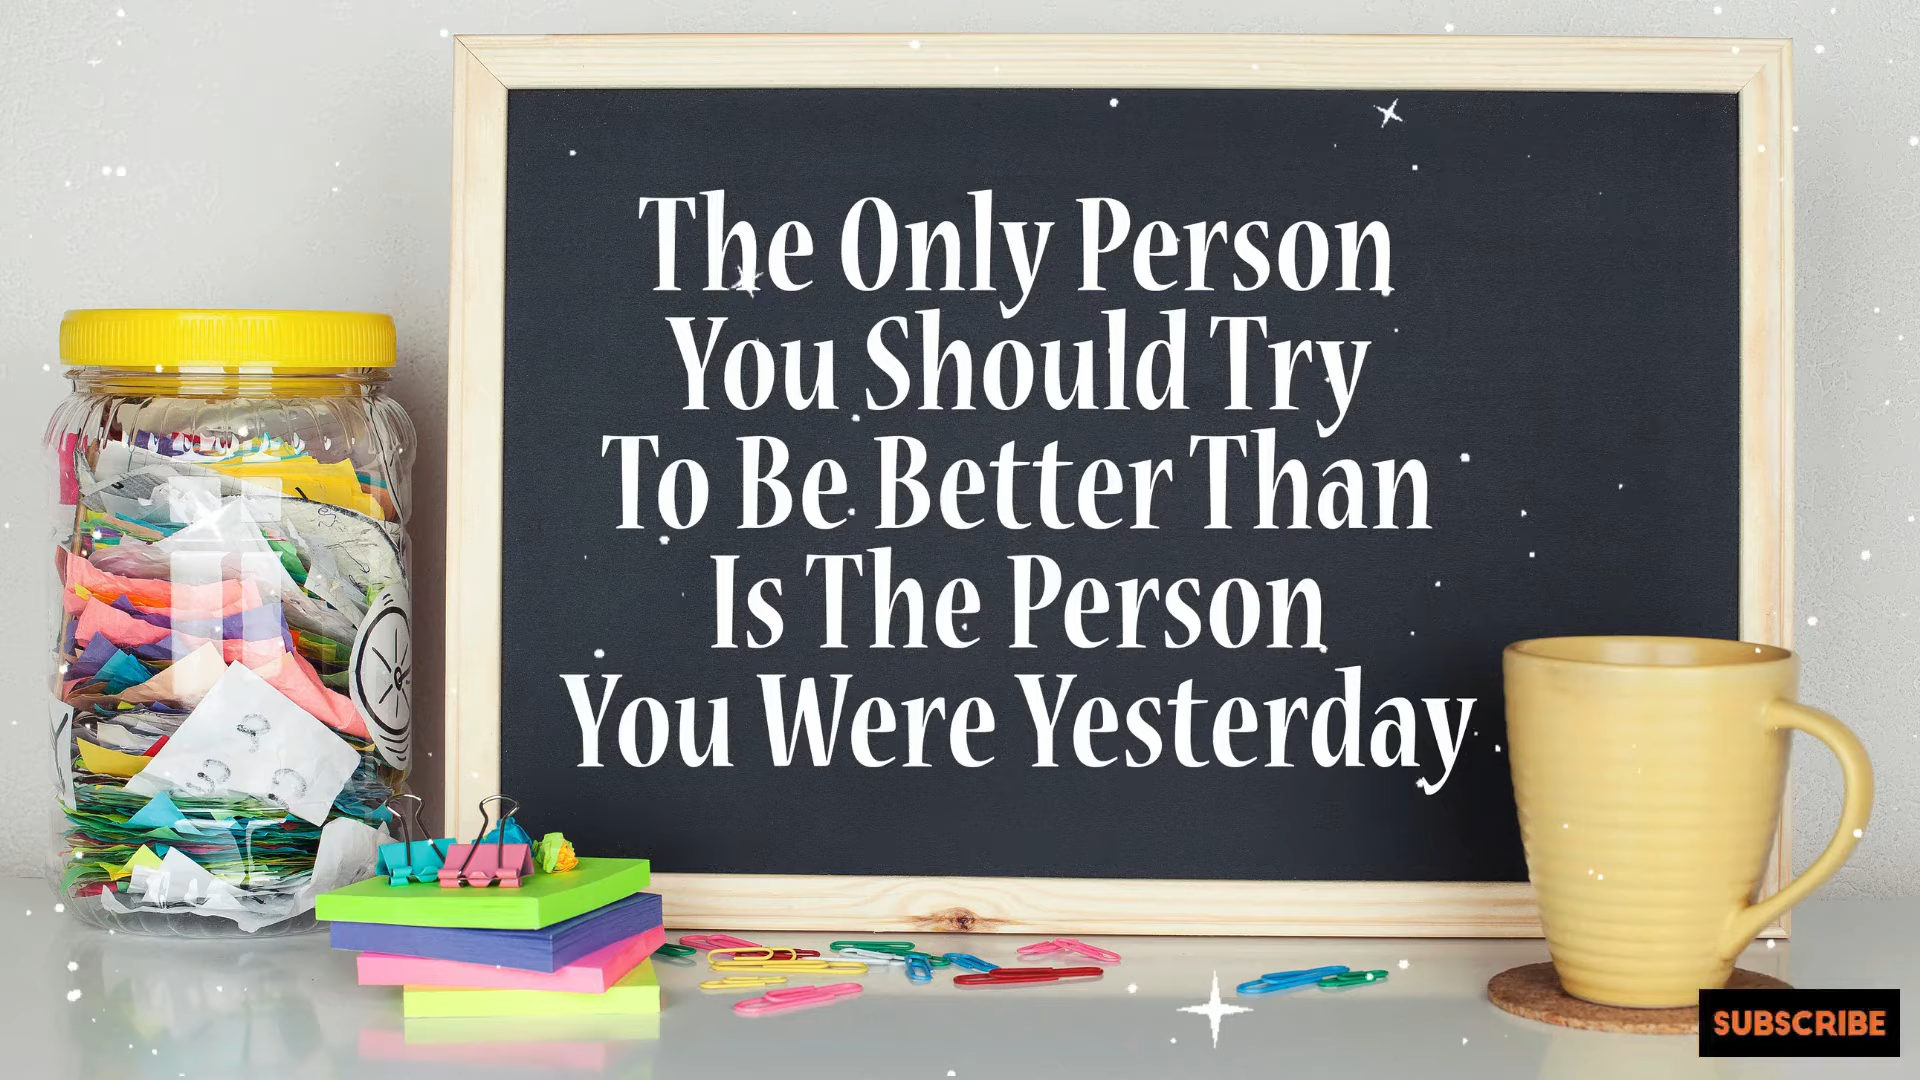 The Only Person
You Should Try
To Be Better Than
Is The Person
You Were Yesterday
SUBSCRIBE